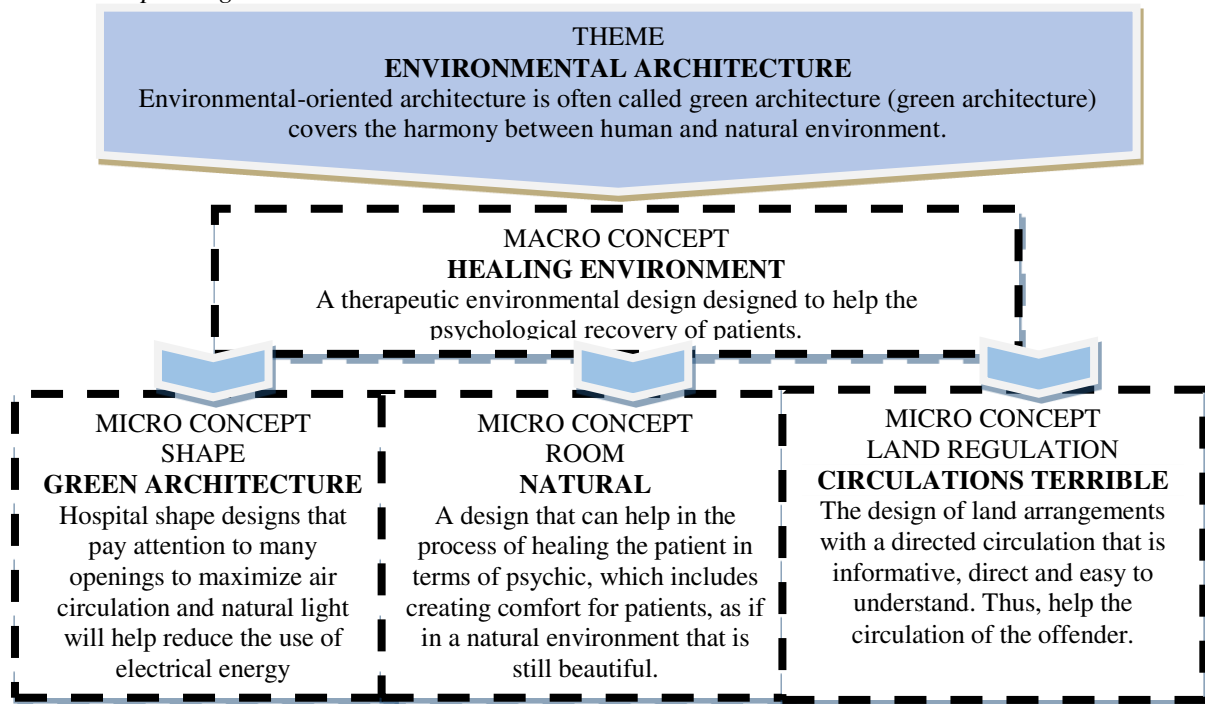 THEME
ENVIRONMENTAL ARCHITECTURE
Environmental-oriented architecture is often called green architecture (green architecture)
covers the harmony between human and natural environment.
MACRO CONCEPT
HEALING ENVIRONMENT
A therapeutic environmental design designed to help the
psychological recovery of patients.
MICRO CONCEPT
SHAPE
GREEN ARCHITECTURE
Hospital shape designs that
pay attention to many
openings to maximize air
circulation and natural light
will help reduce the use of
electrical energy
MICRO CONCEPT
ROOM
NATURAL
A design that can help in the
process of healing the patient in
terms of psychic, which includes
creating comfort for patients, as if
in a natural environment that is
still beautiful.
MICRO CONCEPT
LAND REGULATION
CIRCULATIONS TERRIBLE
The design of land arrangements
with a directed circulation that is
informative, direct and easy to
understand. Thus, help the
circulation of the offender.